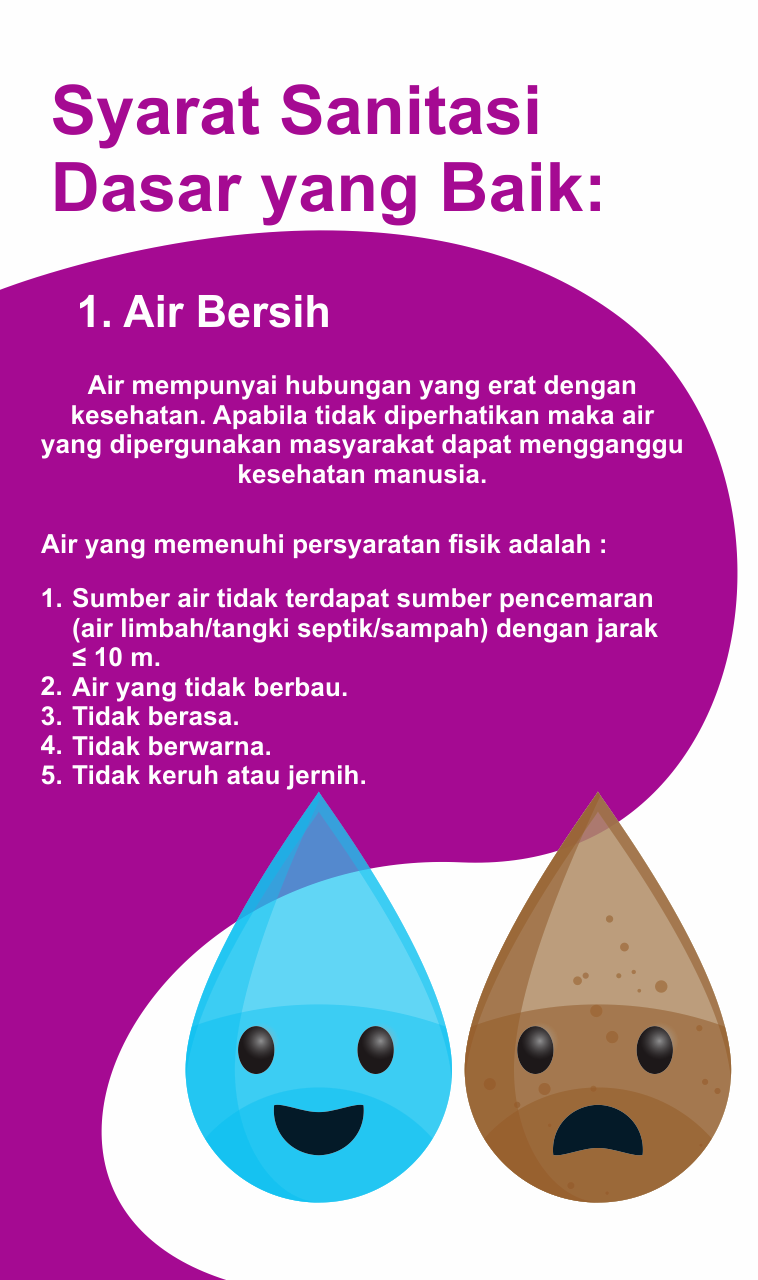 Syarat Sanitasi
Dasar yang Baik:
1. Air Bersih
Air mempunyai hubungan yang erat dengan
kesehatan. Apabila tidak diperhatikan maka air
yang dipergunakan masyarakat dapat mengganggu
kesehatan manusia.
Air yang memenuhi persyaratan fisik adalah :
1. Sumber air tidak terdapat sumber pencemaran
(air limbah/tangki septik/sampah) dengan jarak
≤ 10 m.
2. Air yang tidak berbau.
3. Tidak berasa.
4. Tidak berwarna.
5. Tidak keruh atau jernih.